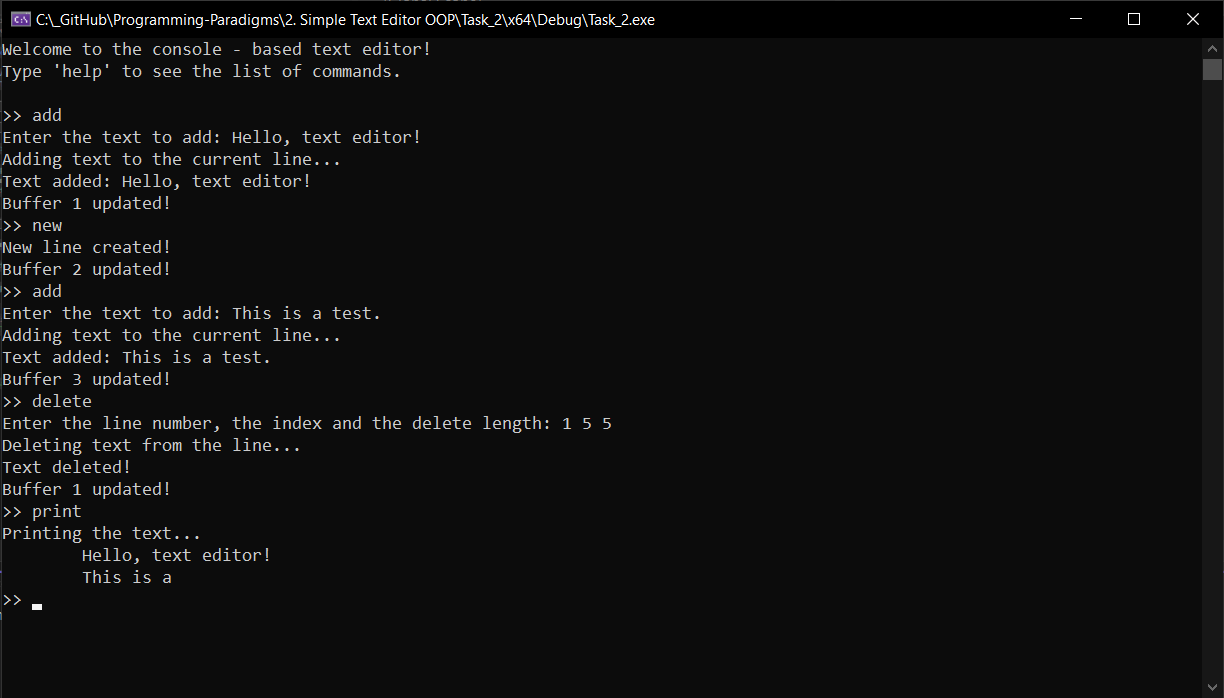 C:\_GitHub\Programming-Paradigms\2. Simple Text Editor OOP\Task_2\x64\Debug\Task_2.exe
Welcome to the console - based text editor!
Type 'help' to see the list of commands.
>> add
Enter the text to add: Hello, text editor!
Adding text to the current line...
Text added: Hello, text editor!
Buffer 1 updated!
>> new
New line created!
Buffer 2 updated!
>> add
Enter the text to add: This is a test.
Adding text to the current line...
Text added: This is a test.
Buffer 3 updated!
>> delete
Enter the line number, the index and the delete length: 1 5 5
Deleting text from the line...
Text deleted!
Buffer 1 updated!
>> print
Printing the text...
Hello, text editor!
This is a
>>